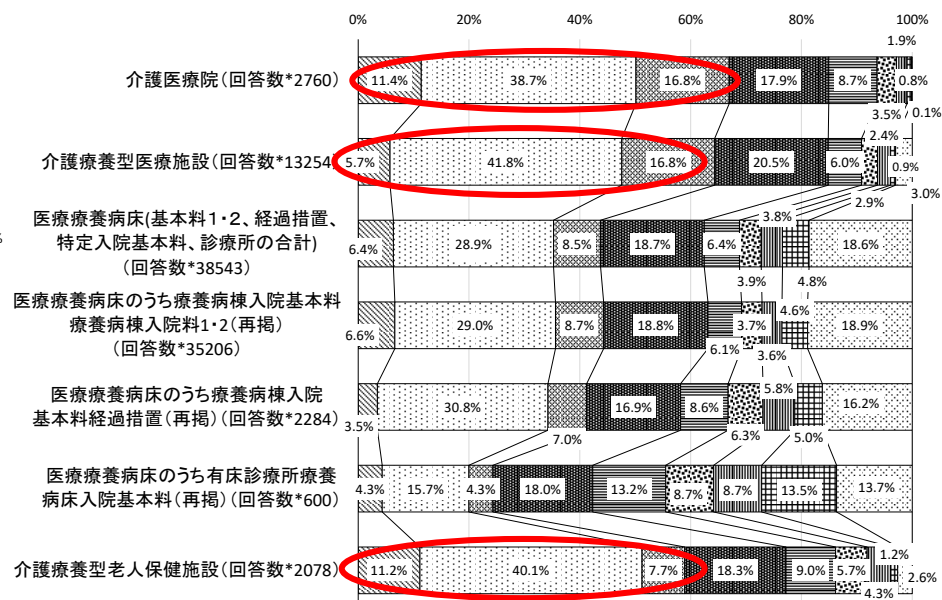 0% 20% 40% 60% 80% 100%
1.9%
介護医療院(回答数*2760)
11.4% 38.7% 16.8% 17.9% 8.7% 0.8%
3.5% 0.1%
2.4%
介護療養型医療施設(回答数*13254)
5.7% 41.8% 16.8% 20.5% 6.0% 0.9%
2.9% 3.0%
%
医療療養病床(基本料1・2、経過措置、
特定入院基本料、診療所の合計)
(回答数*38543)
3.8%
6.4% 28.9% 8.5% 18.7% 6.4% 18.6%
3.9% 4.8%
医療療養病床のうち療養病棟入院基本料
療養病棟入院料1・2(再掲)
(回答数*35206)
4.6%
6.6% 29.0% 8.7% 18.8% 3.7% 18.9%
6.1% 3.6%
医療療養病床のうち療養病棟入院
基本料経過措置(再掲)(回答数*2284)
5.8%
3.5% 30.8% 16.9% 8.6% 16.2%
7.0% 6.3% 5.0%
医療療養病床のうち有床診療所療養
病床入院基本料(再掲)(回答数*600)
4.3% 15.7% 4.3% 18.0% 13.2% 8.7% 8.7% 13.5% 13.7%
介護療養型老人保健施設(回答数*2078)
1.2%
11.2% 40.1% 7.7% 18.3% 9.0% 5.7% 2.6%
4.3%